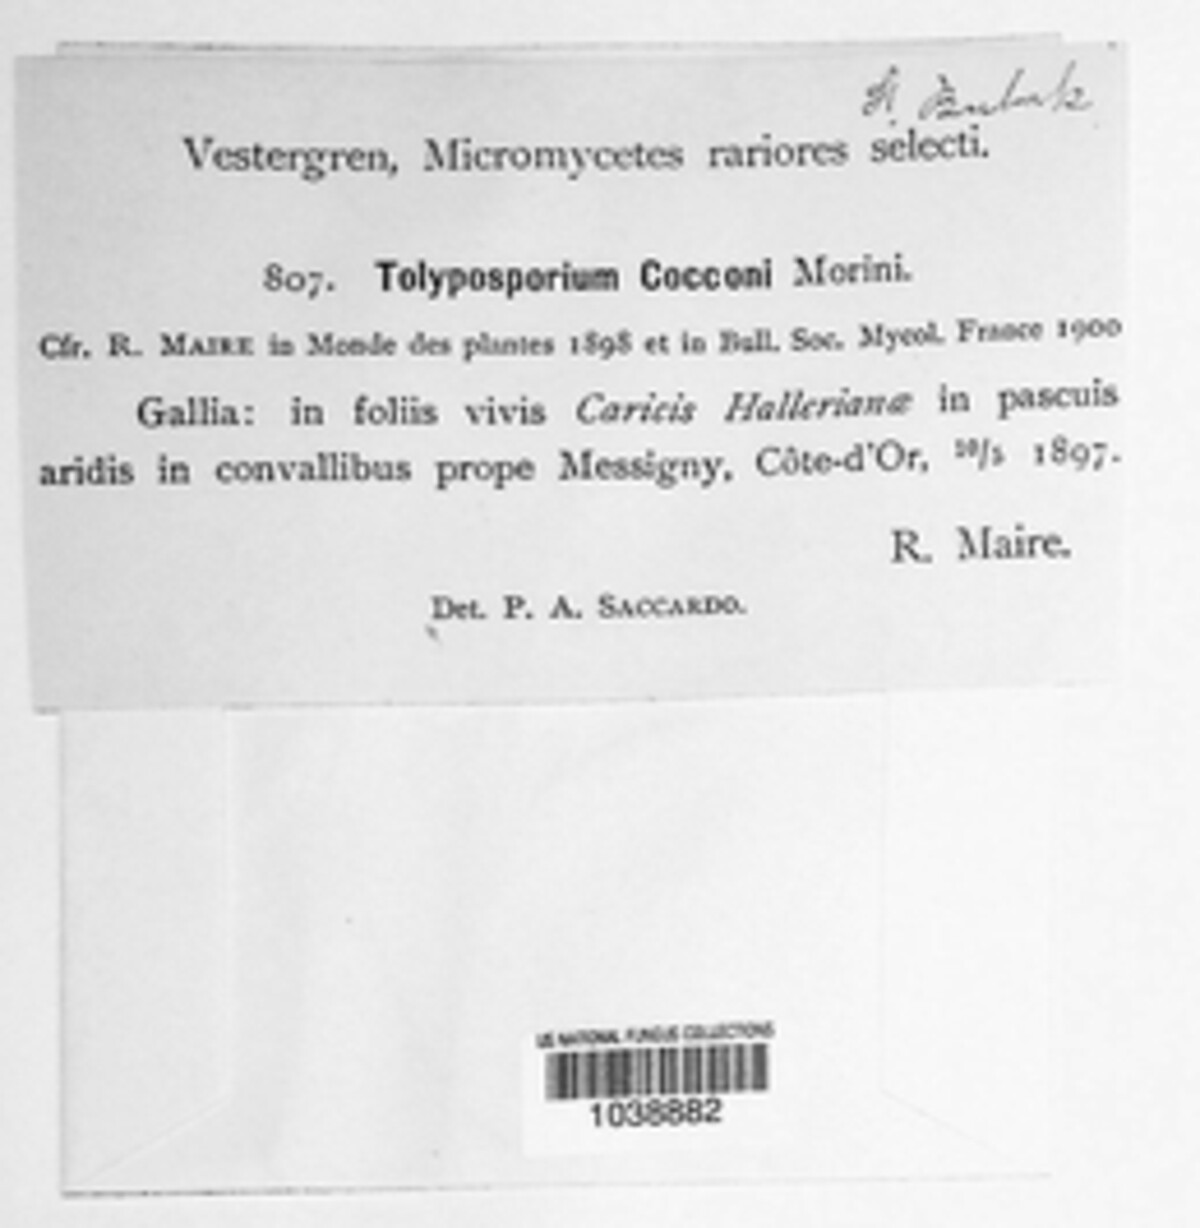 Vestergren, Micromycetes rariores selecti.
807. Tolyposporium Cocconi Morini.
Cfr. R. MAIRE in Monde des plantes 1898 et in Bull. Soc. Mycol. France 1900
Gallia: in foliis vivis Caricis Hallerianæ in pascuis
aridis in convallibus prope Messigny, Côte-d'Or, 1897.
R. Maire.
Det. P. A. SACCARDO.
US NATIONAL FUNGUS COLLECTIONS
1038882